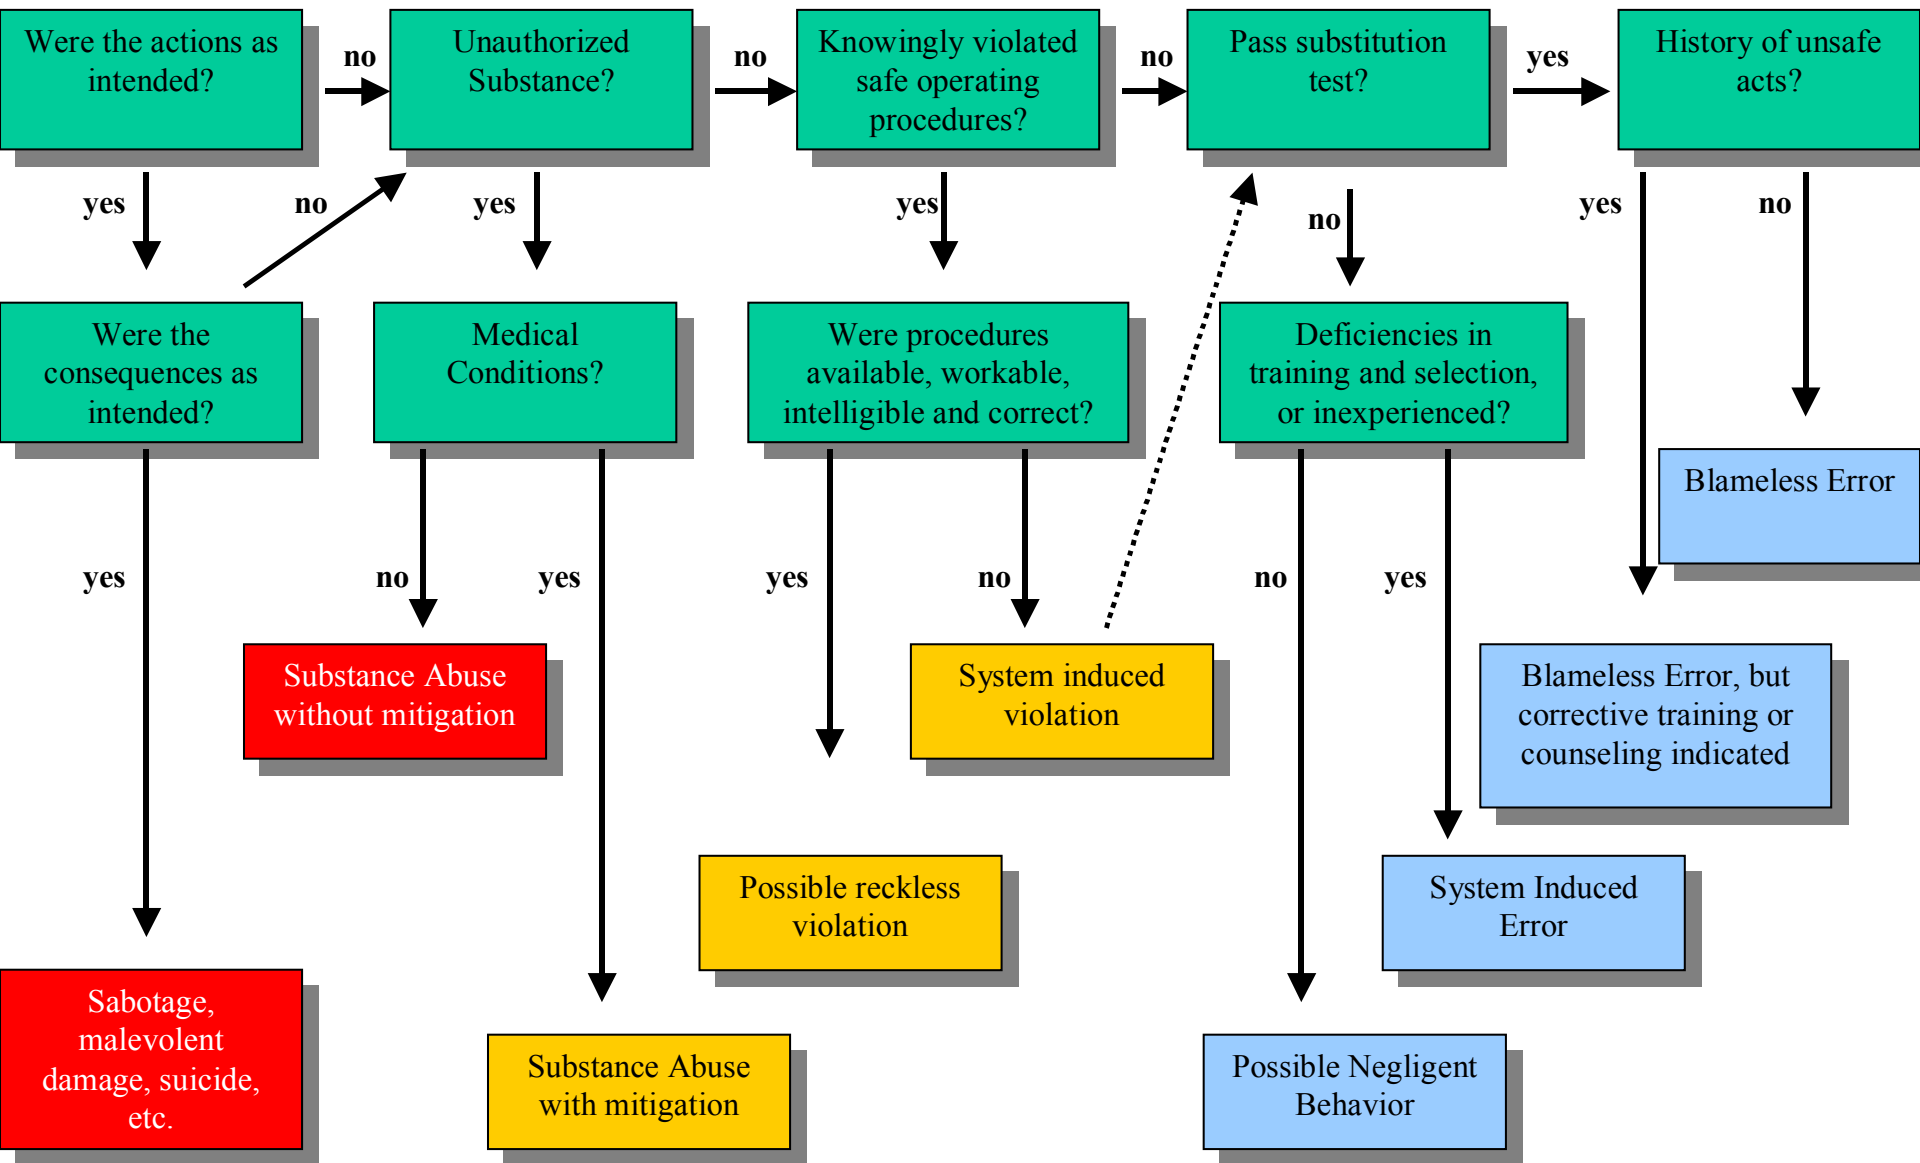 Were the actions as
intended?
no
Unauthorized
Substance?
no
Knowingly violated
safe operating
procedures?
no
Pass substitution
test?
yes
History of unsafe
acts?
yes
no
yes
yes
no
yes
no
Were the
consequences as
intended?
Medical
Conditions?
Were procedures
available, workable,
intelligible and correct?
Deficiencies in
training and selection,
or inexperienced?
Blameless Error
yes
no
yes
yes
no
no
yes
Substance Abuse
without mitigation
System induced
violation
Blameless Error, but
corrective training or
counseling indicated
Possible reckless
violation
System Induced
Error
Sabotage,
malevolent
damage, suicide,
etc.
Substance Abuse
with mitigation
Possible Negligent
Behavior